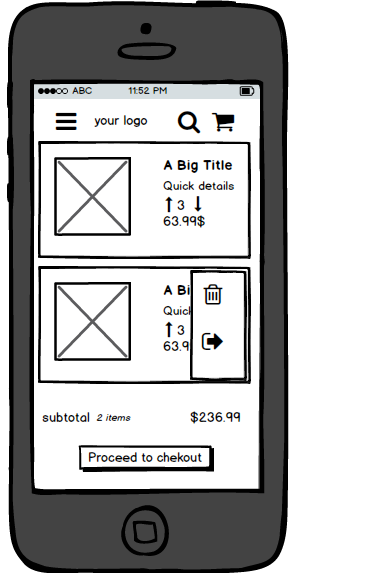 ABC 11:52 PM
your logo
A Big Title
Quick details
3
63.99$
A Bi
Quick
3
63.9
subtotal 2 items $236.99
Proceed to chekout